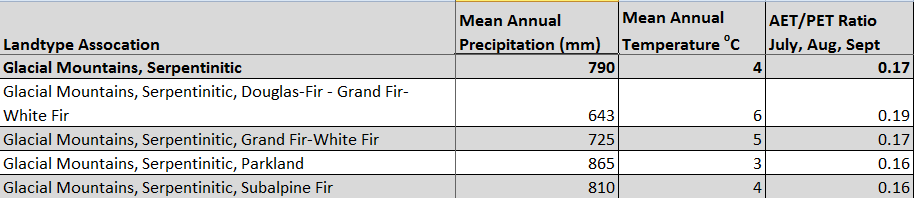 Landtype Assocation Mean Annual Precipitation (mm) Mean Annual Temperature ⁰C AET/PET Ratio July, Aug, Sept
Glacial Mountains, Serpentinitic 790 4 0.17
Glacial Mountains, Serpentinitic, Douglas-Fir - Grand Fir-
White Fir 643 6 0.19
Glacial Mountains, Serpentinitic, Grand Fir-White Fir 725 5 0.17
Glacial Mountains, Serpentinitic, Parkland 865 3 0.16
Glacial Mountains, Serpentinitic, Subalpine Fir 810 4 0.16